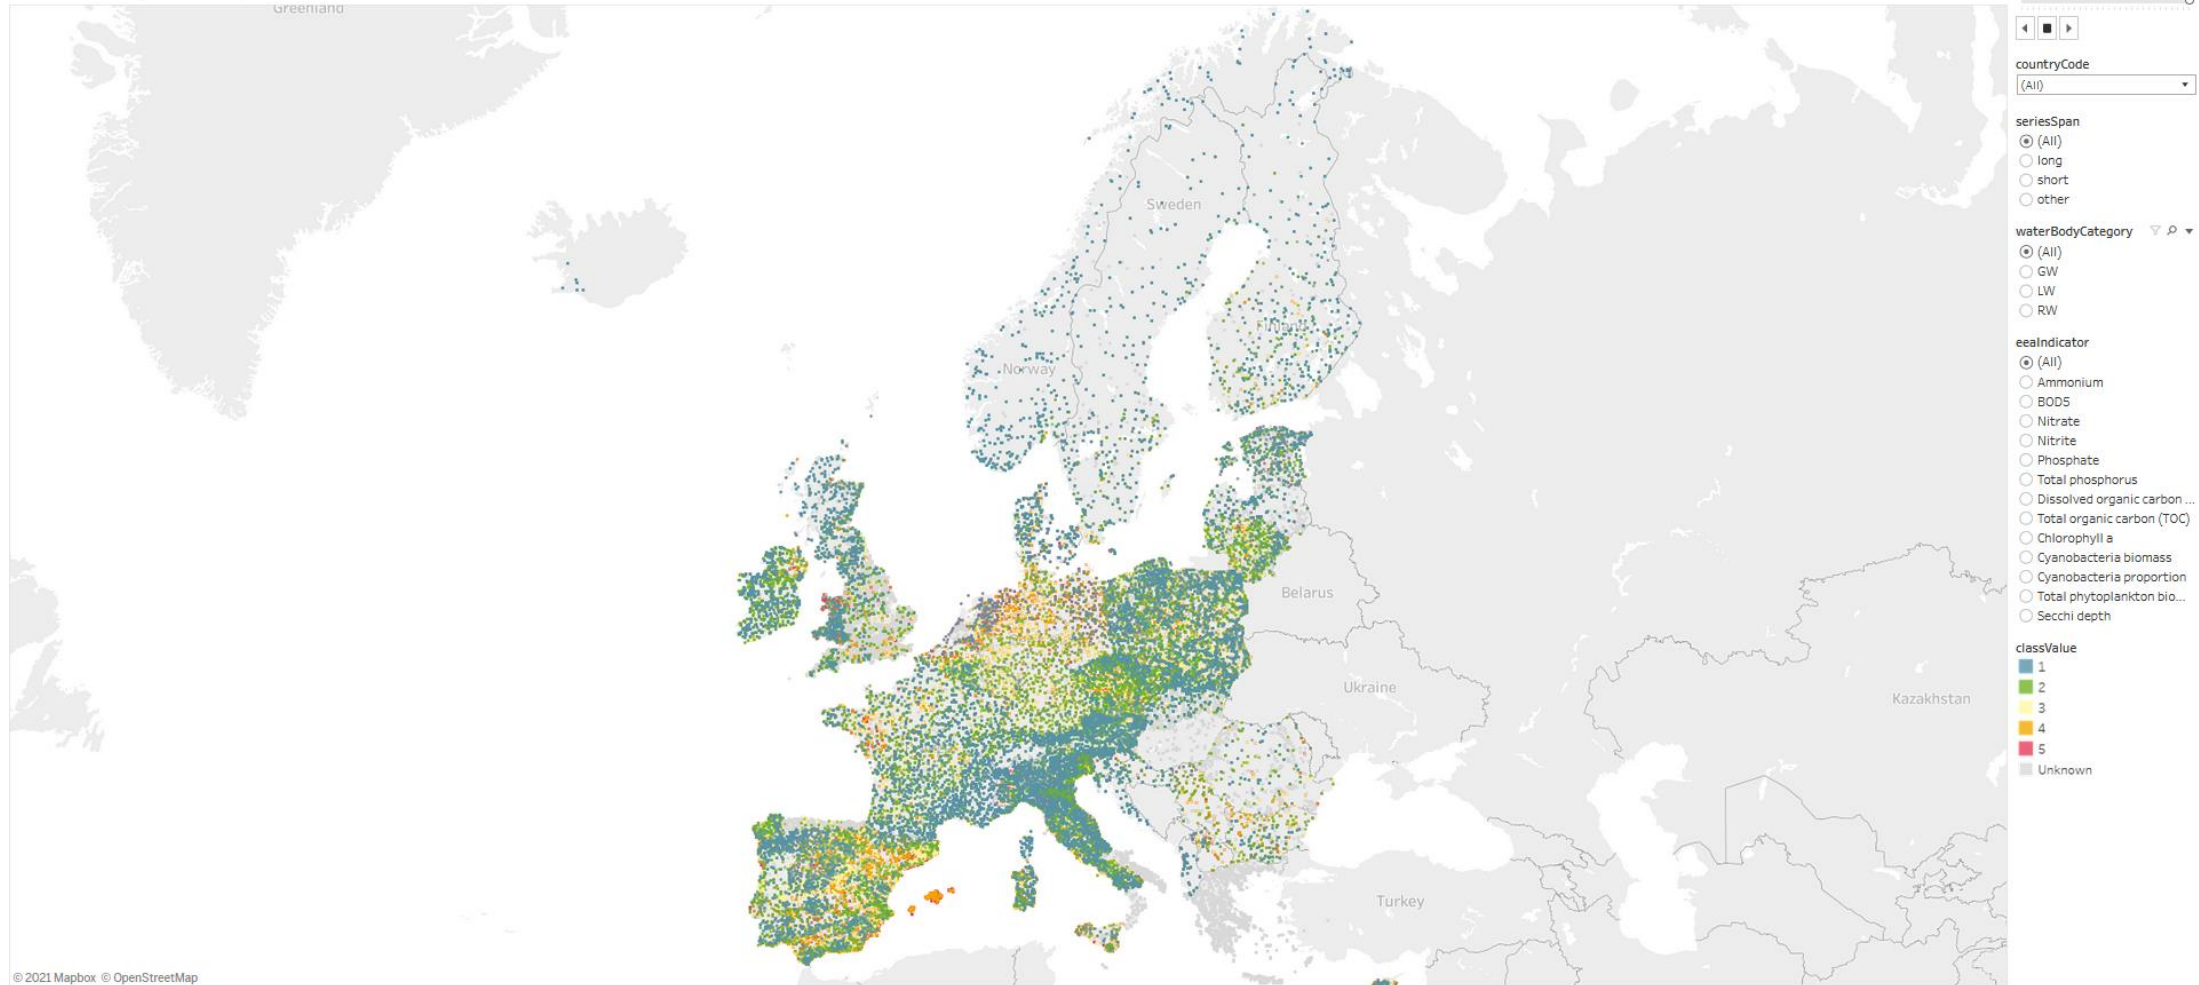 Greenland
Sweden
Finland
Norway
Belarus
Ukraine
Kazakhstan
Turkey
© 2021 Mapbox © OpenStreetMap
countryCode
(All)
seriesSpan
(All)
long
short
other
waterBodyCategory
(All)
GW
LW
RW
eeaIndicator
(All)
Ammonium
BOD5
Nitrate
Nitrite
Phosphate
Total phosphorus
Dissolved organic carbon ...
Total organic carbon (TOC)
Chlorophyll a
Cyanobacteria biomass
Cyanobacteria proportion
Total phytoplankton bio...
Secchi depth
classValue
1
2
3
4
5
Unknown